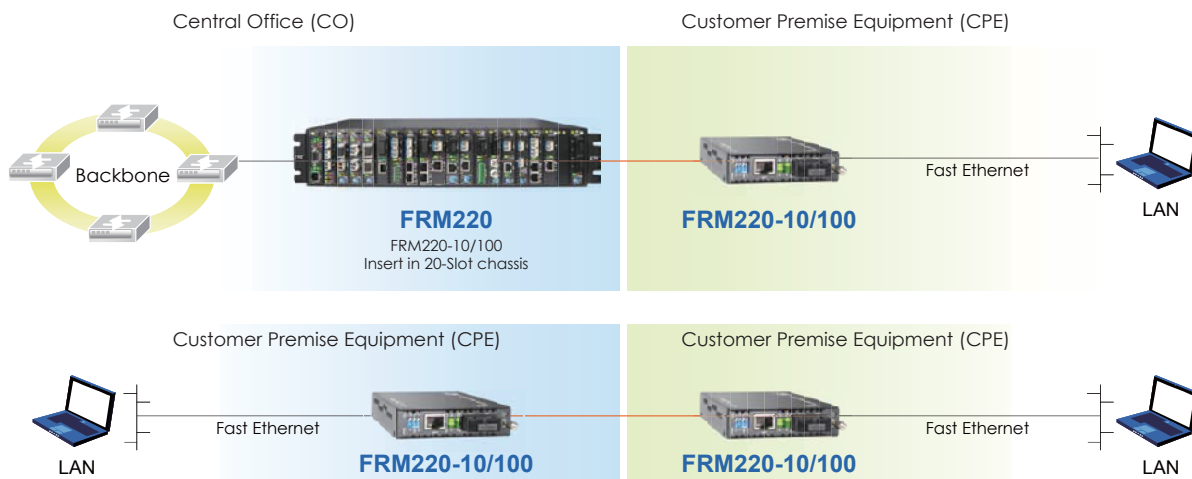 Central Office (CO)
Customer Premise Equipment (CPE)
Backbone
Fast Ethernet
LAN
FRM220
FRM220-10/100
Insert in 20-Slot chassis
FRM220-10/100
Customer Premise Equipment (CPE)
Customer Premise Equipment (CPE)
Fast Ethernet
Fast Ethernet
LAN
FRM220-10/100
FRM220-10/100
LAN